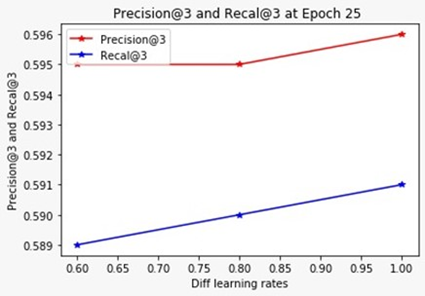 Precision@3 and Recal@3 at Epoch 25
Precision@3
Recal@3
0.596
0.595
0.594
0.593
0.592
0.591
0.590
0.589
Precision@3 and Recal@3
0.60 0.65 0.70 0.75 0.80 0.85 0.90 0.95 1.00
Diff learning rates